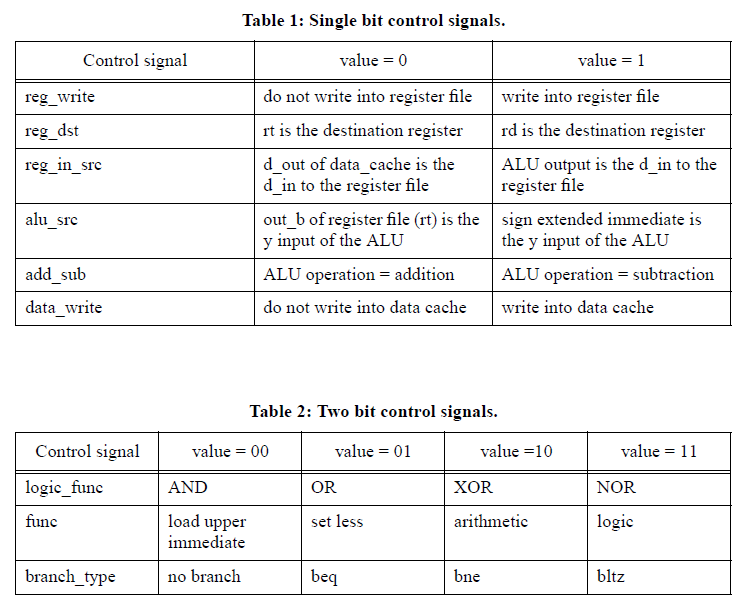 Table 1: Single bit control signals.
Control signal value = 0 value = 1
reg_write do not write into register file write into register file
reg_dst rt is the destination register rd is the destination register
reg_in_src d_out of data_cache is the ALU output is the d_in to the
d_in to the register file register file
alu_src out_b of register file (rt) is the sign extended immediate is
y input of the ALU the y input of the ALU
add_sub ALU operation = addition ALU operation = subtraction
data_write do not write into data cache write into data cache
Table 2: Two bit control signals.
Control signal value = 00 value = 01 value =10 value = 11
logic_func AND OR XOR NOR
func load upper set less arithmetic logic
immediate
branch_type no branch beq bne bltz